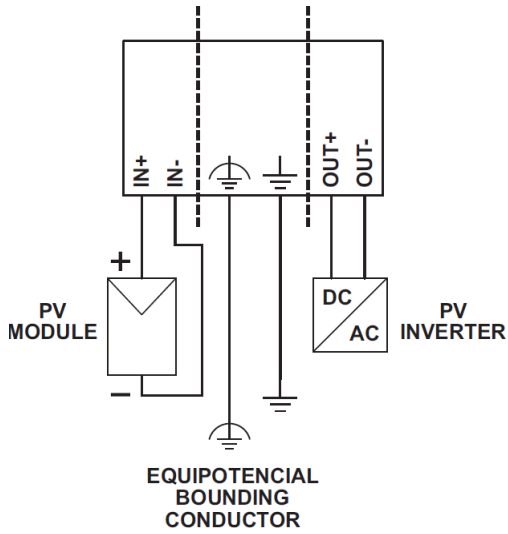 IN+
IN-
OUT+
OUT-
+
PV
MODULE
−
DC
AC
PV
INVERTER
EQUIPOTENCIAL
BOUNDING
CONDUCTOR